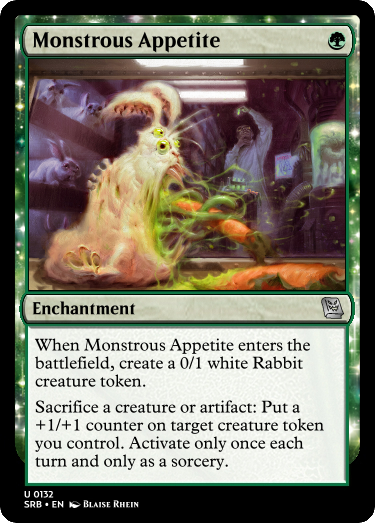 Monstrous Appetite
Enchantment
When Monstrous Appetite enters the
battlefield, create a 0/1 white Rabbit
creature token.
Sacrifice a creature or artifact: Put a
+1/+1 counter on target creature token
you control. Activate only once each
turn and only as a sorcery.
U 0132
SRB • EN Blaise Rhein